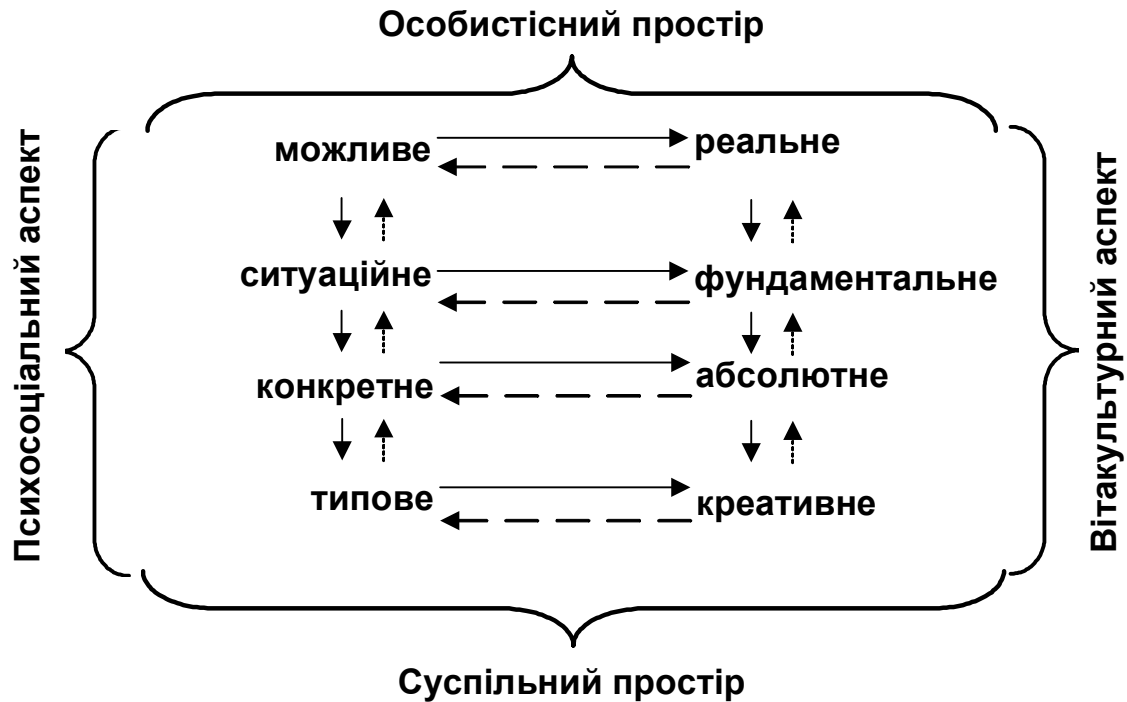 Особистісний простір
Психосоціальний аспект
можливе
реальне
ситуаційне
фундаментальне
конкретне
абсолютне
типове
креативне
Вітакультурний аспект
Суспільний простір